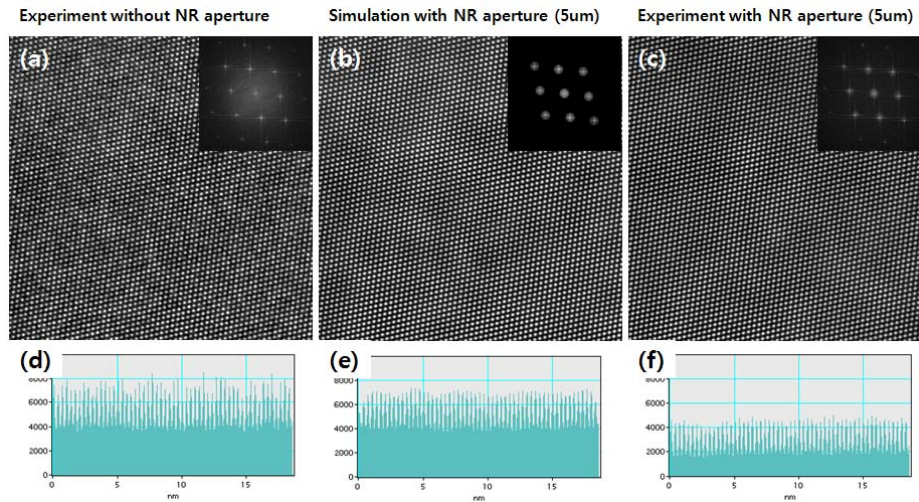 Experiment without NR aperture
Simulation with NR aperture (5um)
Experiment with NR aperture (5um)
(a)
(b)
(c)
(d)
(e)
(f)
8000
6000
4000
2000
0
0 5 10 15
nm
8000
6000
4000
2000
0
0 5 10 15
nm
8000
6000
4000
2000
0
0 5 10 15
nm